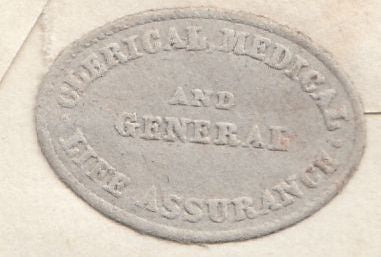 CLERICAL, MEDICAL
AND
GENERAL
LIFE ASSURANCE